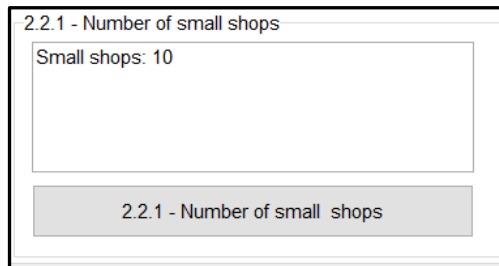 2.2.1 - Number of small shops
Small shops: 10
2.2.1 - Number of small  shops